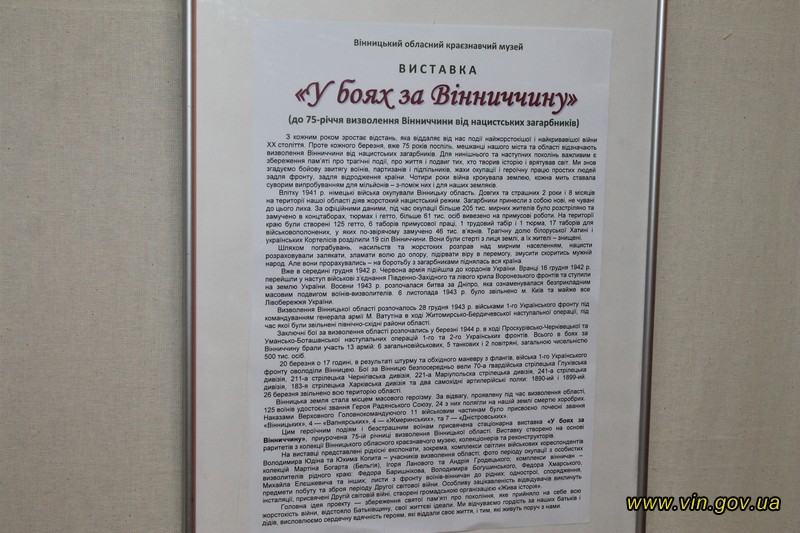 Вінницький обласний краєзнавчий музей
ВИСТАВКА
«У боях за Вінниччину»
(до 75-річчя визволення Вінниччини від нацистських загарбників)
З кожним роком зростає відстань, яка віддаляє від нас події найжорстокішої і найкривавішої війни
ХХ століття. Проте кожного березня, вже 75 років поспіль, мешканці нашого міста та області відзначають
визволення Вінниччини від нацистських загарбників. Для нинішнього та наступних поколінь важливим є
збереження пам'яті про трагічні події, про життя і подвиг тих, хто творив історію і врятував світ. Ми знов
згадуємо бойову звитягу воїнів, партизанів і підпільників, жахи окупації і героїчну працю простих людей
задля фронту, задля відродження країни. Чотири роки війна крокувала землею, кожна мить ставала
суворим випробуванням для мільйонів – з-поміж них і для наших земляків.
Влітку 1941 р. німецькі війська окупували Вінницьку область. Довгих та страшних 2 роки і 8 місяців
на території нашої області діяв жорстокий нацистський режим. Загарбники принесли з собою нові, не чувані
до цього лиха. За офіційними даними, під час окупації більше 205 тис. мирних жителів було розстріляно та
замучено в концтаборах, тюрмах і гетто, більше 61 тис. осіб вивезено на примусові роботи. На території
краю були створені 125 гетто, 6 таборів примусової праці, 1 трудовий табір і 1 тюрма, 17 таборів для
військовополонених, у яких по-звірячому замучено 46 тис. в'язнів. Трагічну долю білоруської Хатині і
українських Кортелісів розділили 19 сіл Вінниччини. Вони були стерті з лиця землі, а їх жителі – знищені.
Шляхом пограбувань, насильств та жорстоких розправ над мирним населенням, нацисти
розраховували залякати, зламати волю до опору, підірвати віру в перемогу, змусити скоритись мужній
народ. Але вони прорахувались – на боротьбу з загарбниками піднялась вся країна.
Вже в середині грудня 1942 р. Червона армія підійшла до кордонів України. Вранці 16 грудня 1942 р.
перейшли у наступ військові з'єднання Південно-Західного та лівого крила Воронезького фронтів та ступили
на землю України. Восени 1943 р. розпочалася битва за Дніпро, яка ознаменувалася безприкладним
масовим подвигом воїнів-визволителів. 6 листопада 1943 р. було звільнено м. Київ та майже все
Лівобережжя України.
Визволення Вінницької області розпочалось 28 грудня 1943 р. військами 1-го Українського фронту під
командуванням генерала армії М. Ватутіна в ході Житомирсько-Бердичевської наступальної операції, під
час якої були звільнені північно-східні райони області.
Заключні бої за визволення області розпочались у березні 1944 р. в ході Проскурівсько-Чернівецької та
Умансько-Боташанської наступальних операцій 1-го та 2-го Українських фронтів. Всього в боях за
Вінниччину брали участь 13 армій: 6 загальновійськових, 5 танкових і 2 повітряні, загальною чисельністю
500 тис. осіб.
20 березня о 17 годині, в результаті штурму та обхідного маневру з флангів, війська 1-го Українського
фронту оволоділи Вінницею. Бої за Вінницю безпосередньо вели 70-а гвардійська стрілецька Глухівська
дивізія, 211-а стрілецька Чернігівська дивізія, 221-а Маріупольська стрілецька дивізія, 241-а стрілецька
дивізія, 183-я стрілецька Харківська дивізія та два самохідні артилерійські полки: 1890-ий і 1899-ий.
26 березня звільнено всю територію області.
Вінницька земля стала місцем масового героїзму. За відвагу, проявлену під час визволення області,
125 воїнів удостоєні звання Героя Радянського Союзу, 24 з них полягли на нашій землі смертю хоробрих.
Наказами Верховного Головнокомандуючого 11 військовим частинам було присвоєно почесні звання
«Вінницьких», 4 — «Вапнярських», 4 — «Жмеринських», та 7 — «Дністровських».
Цим героїчним подіям і безстрашним воїнам присвячена стаціонарна виставка «У боях за
Вінниччину», приурочена 75-ій річниці визволення Вінницької області. Виставку створено на основі
раритетів з колекції Вінницького обласного краєзнавчого музею, колекціонерів та реконструкторів.
На виставці представлені рідкісні експонати, зокрема, комплекси світлин військових кореспондентів
Володимира Юдіна та Юхима Копита – учасників визволення області; фото періоду окупації з особистих
колекцій Мартіна Богарта (Бельгія), Ігоря Лановою та Андрія Гродецького; комплекси вінничан –
визволителів рідного краю: Федора Баришнікова, Володимира Богушинського, Федора Хмарського,
Михайла Єлешкевича та інших; листи з фронту воїнів-вінничан до рідних; однострої, спорядження,
предмети побуту та зброя періоду Другої світової війни. Особливу зацікавленість відвідувача викличуть
інсталяції, присвячені Другій світовій війні, створені громадською організацією «Жива історія».
Головна ідея проекту — збереження святої пам'яті про покоління, яке прийняло на себе всю
жорстокість війни, відстояло Батьківщину, свої життєві ідеали. Ми відчуваємо гордість за наших батьків і
дідів, висловлюємо сердечну вдячність героям, які віддали своє життя, і тим, які живуть поруч з нами.
www.vin.gov.ua